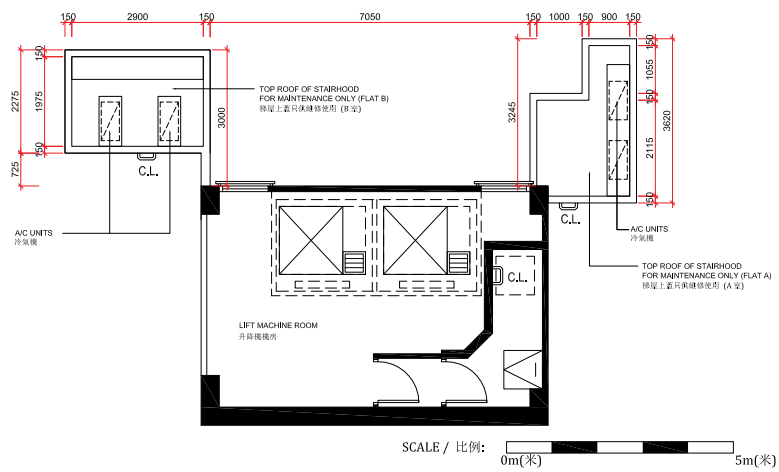 150 2900 150 7050 150 1000 150 900 150
150
2275
1975
150
725
3000
3245
150
1055
150
2115
150
3620
TOP ROOF OF STAIRHOOD
FOR MAINTENANCE ONLY (FLAT B)
梯屋上蓋只俱維修使用 (B 室)
C.L.
C.L.
A/C UNITS
冷氣機
A/C UNITS
冷氣機
TOP ROOF OF STAIRHOOD
FOR MAINTENANCE ONLY (FLAT A)
梯屋上蓋只俱維修使用 (A 室)
C.L.
LIFT MACHINE ROOM
升降機機房
SCALE / 比例:
0m(米) 5m(米)